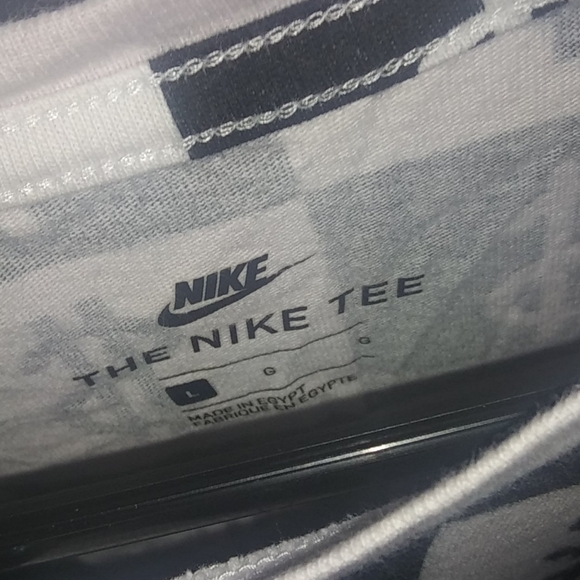 NIKE
THE NIKE TEE
L G G
MADE IN EGYPT
FABRIQUE EN EGYPTE